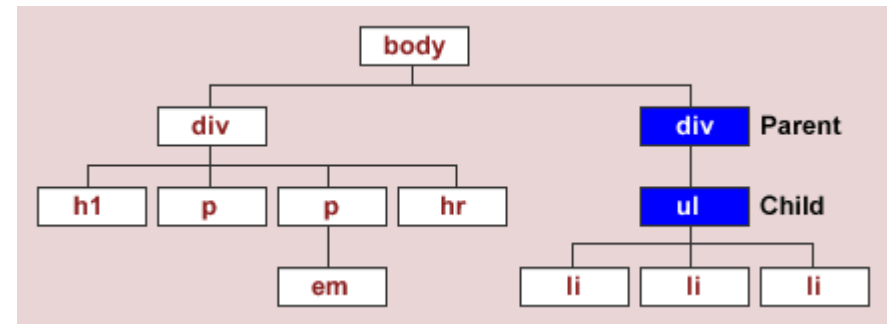 body
div div Parent
h1 p p hr ul Child
em li li li